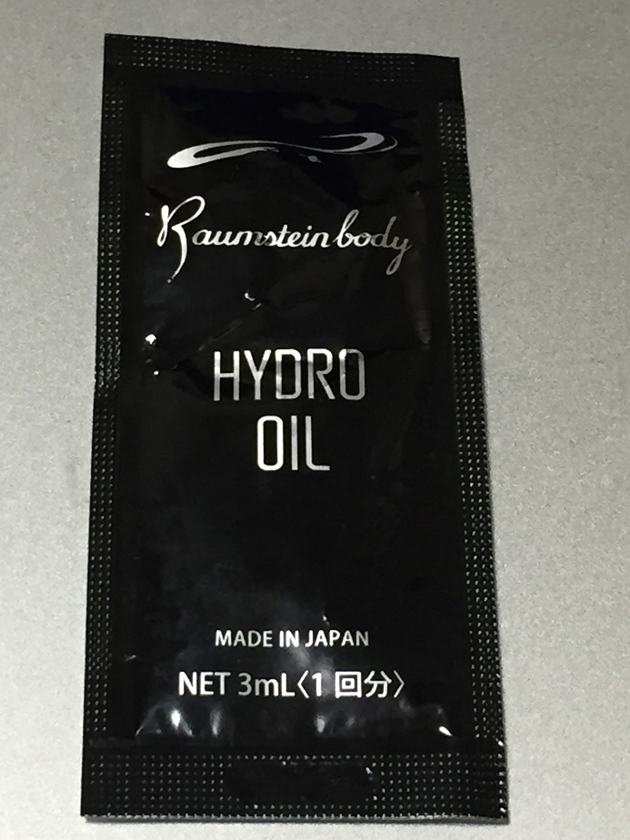 Raumstein body
HYDRO
OIL
MADE IN JAPAN
NET 3mL〈1 回分〉